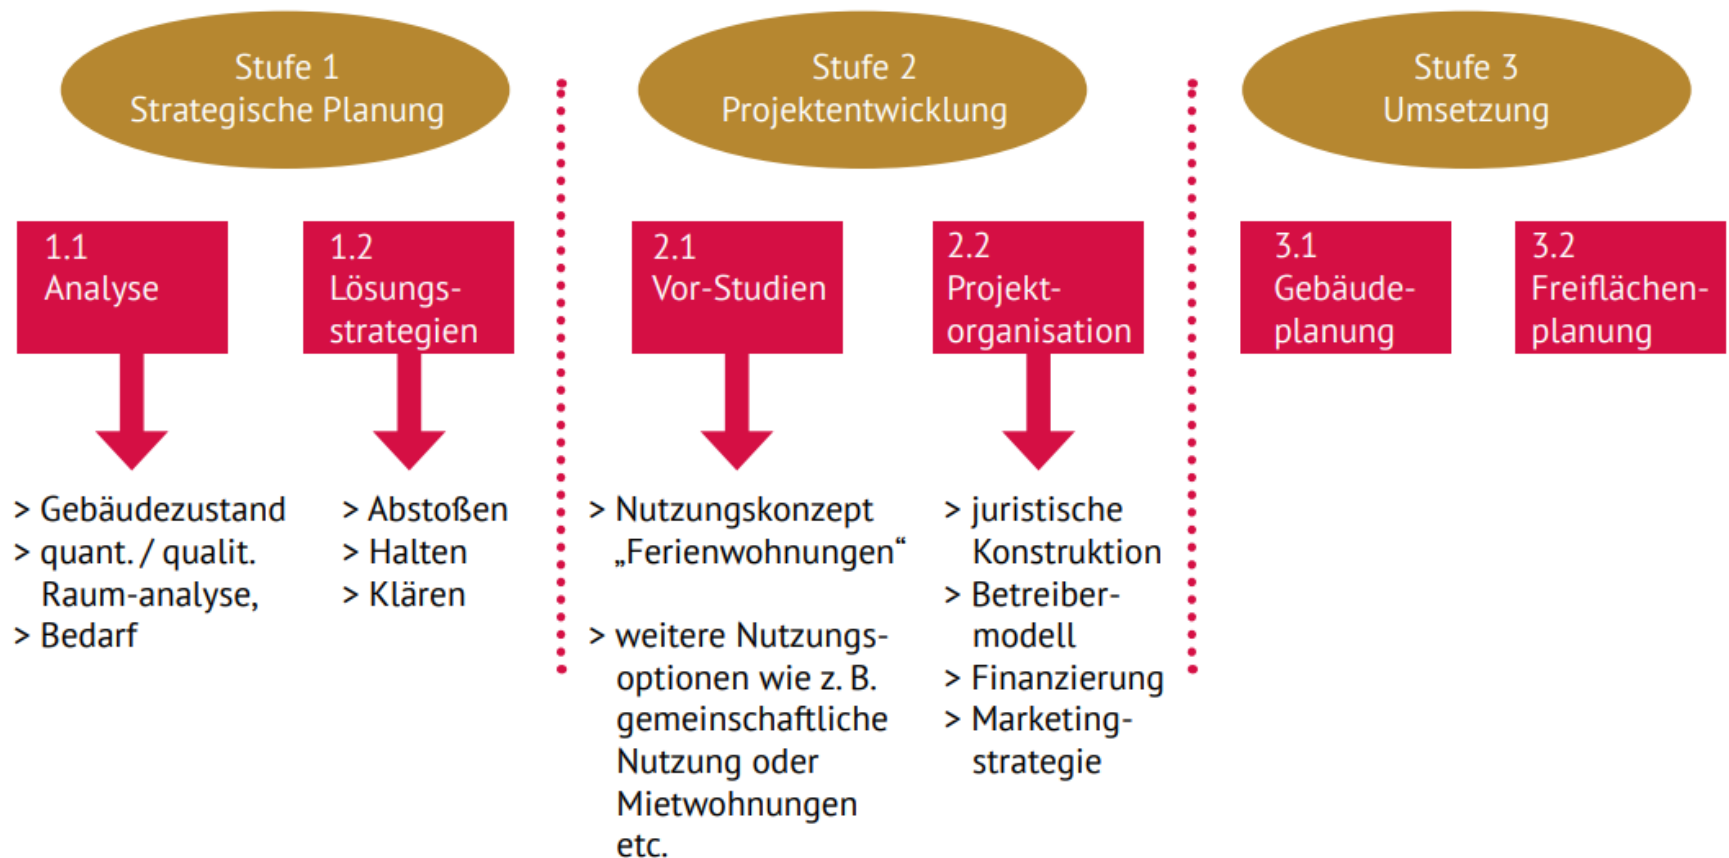 Stufe 1
Strategische Planung
Stufe 2
Projektentwicklung
Stufe 3
Umsetzung
1.1
Analyse
1.2
Lösungs-
strategien
2.1
Vor-Studien
2.2
Projekt-
organisation
3.1
Gebäude-
planung
3.2
Freiflächen-
planung
> Gebäudezustand
> quant. / qualit.
Raum-analyse,
> Bedarf
> Abstoßen
> Halten
> Klären
> Nutzungskonzept
„Ferienwohnungen“
> weitere Nutzungs-
optionen wie z. B.
gemeinschaftliche
Nutzung oder
Mietwohnungen
etc.
> juristische
Konstruktion
> Betreiber-
modell
> Finanzierung
> Marketing-
strategie